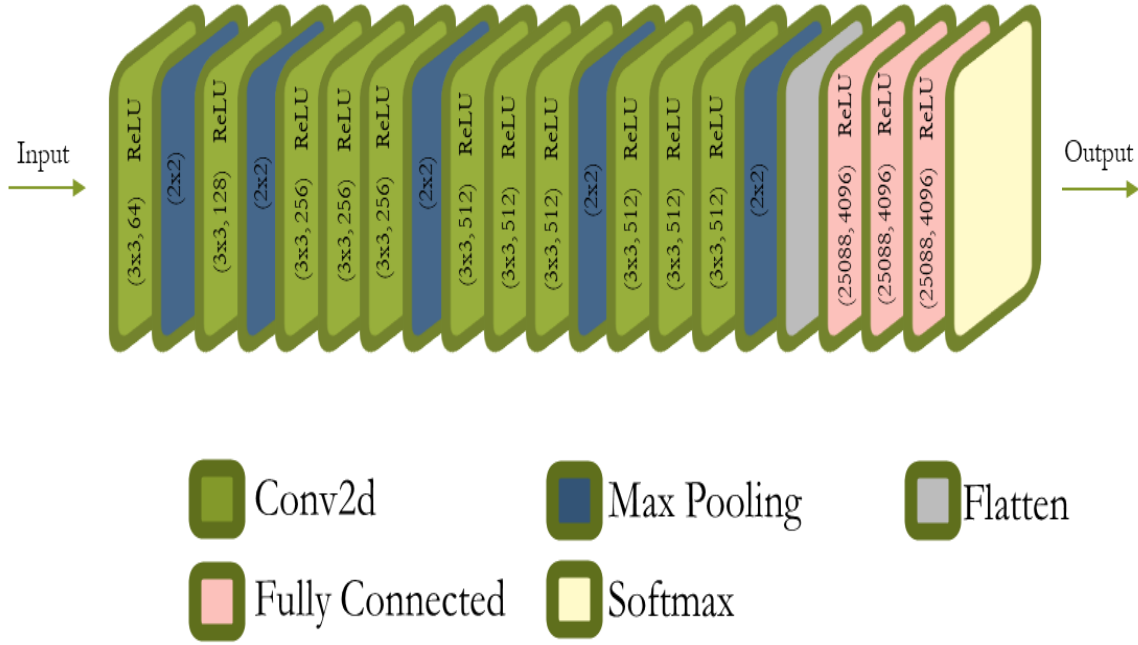 Input
(3x3, 64) ReLU
(2x2)
(3x3, 128) ReLU
(2x2)
(3x3, 256) ReLU
(3x3, 256) ReLU
(3x3, 256) ReLU
(2x2)
(3x3, 512) ReLU
(3x3, 512) ReLU
(3x3, 512) ReLU
(2x2)
(3x3, 512) ReLU
(3x3, 512) ReLU
(3x3, 512) ReLU
(2x2)
(25088, 4096) ReLU
(25088, 4096) ReLU
(25088, 4096) ReLU
Output
Conv2d
Max Pooling
Flatten
Fully Connected
Softmax